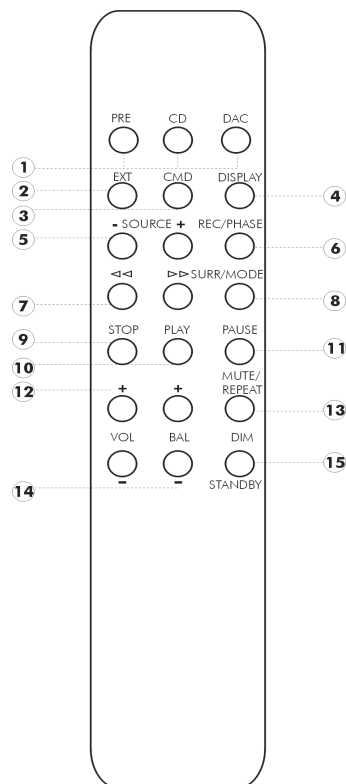 PRE CD DAC
1
EXT CMD DISPLAY
2
3
4
- SOURCE + REC/PHASE
5
6
◁◁ ▷▷ SURR/MODE
7
8
STOP PLAY PAUSE
9
10
11
MUTE/
REPEAT
+ +
12
13
VOL BAL DIM
15
- - STANDBY
14